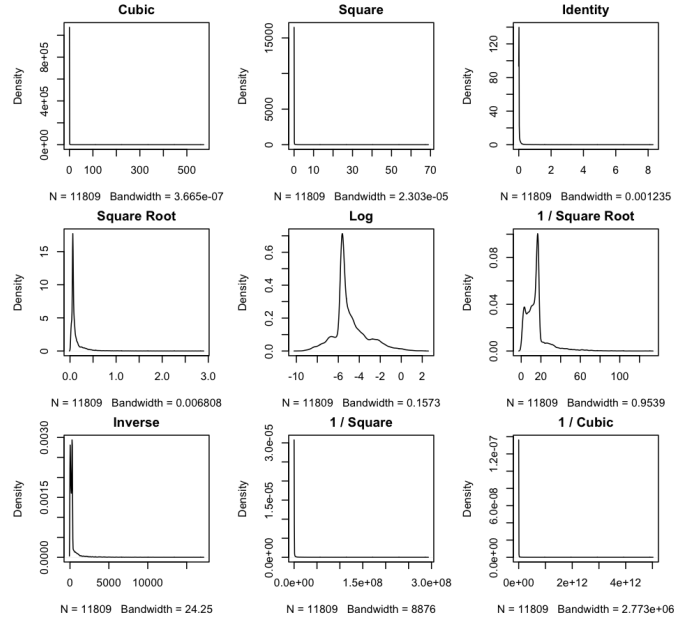 Cubic Square Identity
Density 0e+00 4e+05 8e+05 Density 0 5000 15000 Density 0 20 40 60 80 120
0 100 300 500 0 10 20 30 40 50 60 70 0 2 4 6 8
N = 11809 Bandwidth = 3.665e-07 N = 11809 Bandwidth = 2.303e-05 N = 11809 Bandwidth = 0.001235
Square Root Log 1 / Square Root
Density 0 5 10 15 Density 0.0 0.2 0.4 0.6 Density 0.00 0.04 0.08
0.0 1.0 2.0 3.0 -10 -6 -4 -2 0 2 0 20 60 100
N = 11809 Bandwidth = 0.006808 N = 11809 Bandwidth = 0.1573 N = 11809 Bandwidth = 0.9539
Inverse 1 / Square 1 / Cubic
Density 0.0000 0.0015 0.0030 Density 0.0e+00 1.5e-05 3.0e-05 Density 0.0e+00 6.0e-08 1.2e-07
0 5000 10000 0.0e+00 1.5e+08 3.0e+08 0e+00 2e+12 4e+12
N = 11809 Bandwidth = 24.25 N = 11809 Bandwidth = 8876 N = 11809 Bandwidth = 2.773e+06